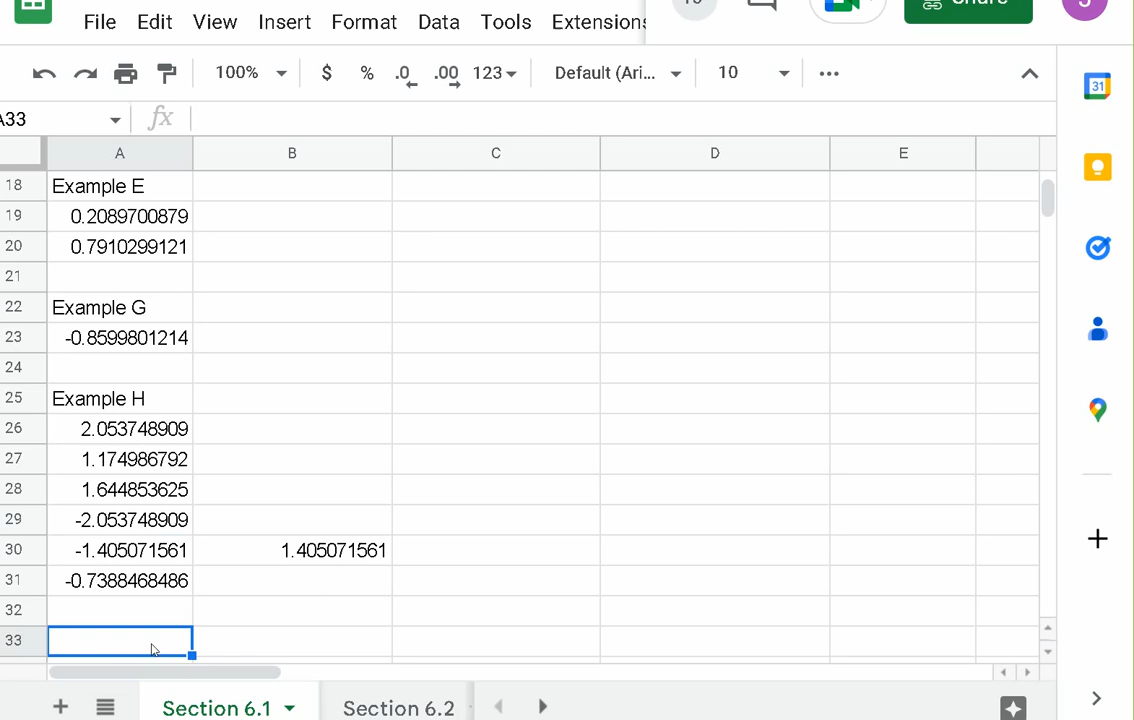 File Edit View Insert Format Data Tools Extensions
100% $ % .0 .00 123 Default (Ari... 10
A33 fx
A B C D E
18 Example E
19 0.2089700879
20 0.7910299121
21
22 Example G
23 -0.8599801214
24
25 Example H
26 2.053748909
27 1.174986792
28 1.644853625
29 -2.053748909
30 -1.405071561 1.405071561
31 -0.7388468486
32
33
Section 6.1 Section 6.2
31